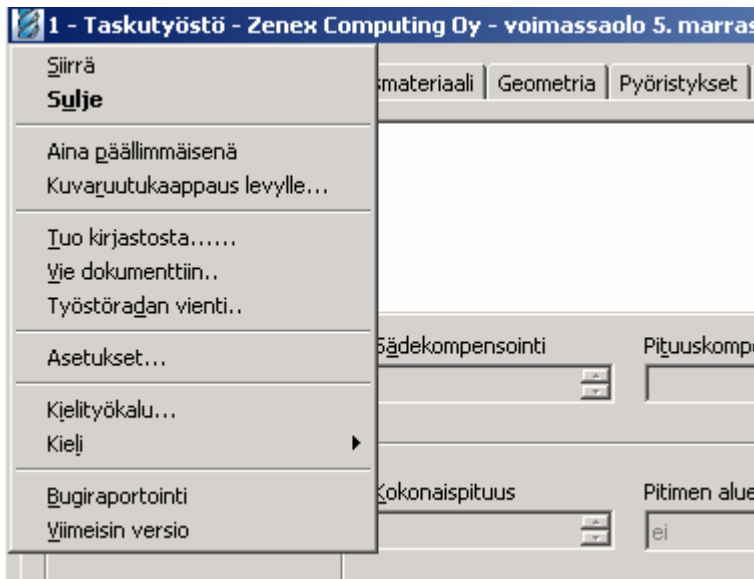 1 - Taskutyöstö - Zenex Computing Oy - voimassaolo 5. marras
Siirrä
Sulje
Aina päällimmäisenä
Kuvaruutukaappaus levylle...
Tuo kirjastosta......
Vie dokumenttiin..
Työstöradan vienti..
Asetukset...
Kielityökalu...
Kieli
Bugiraportointi
Viimeisin versio
smateriaali Geometria Pyöristykset
Sädekompensointi Pituuskomp
Kokonaispituus Pitimen alue
ei